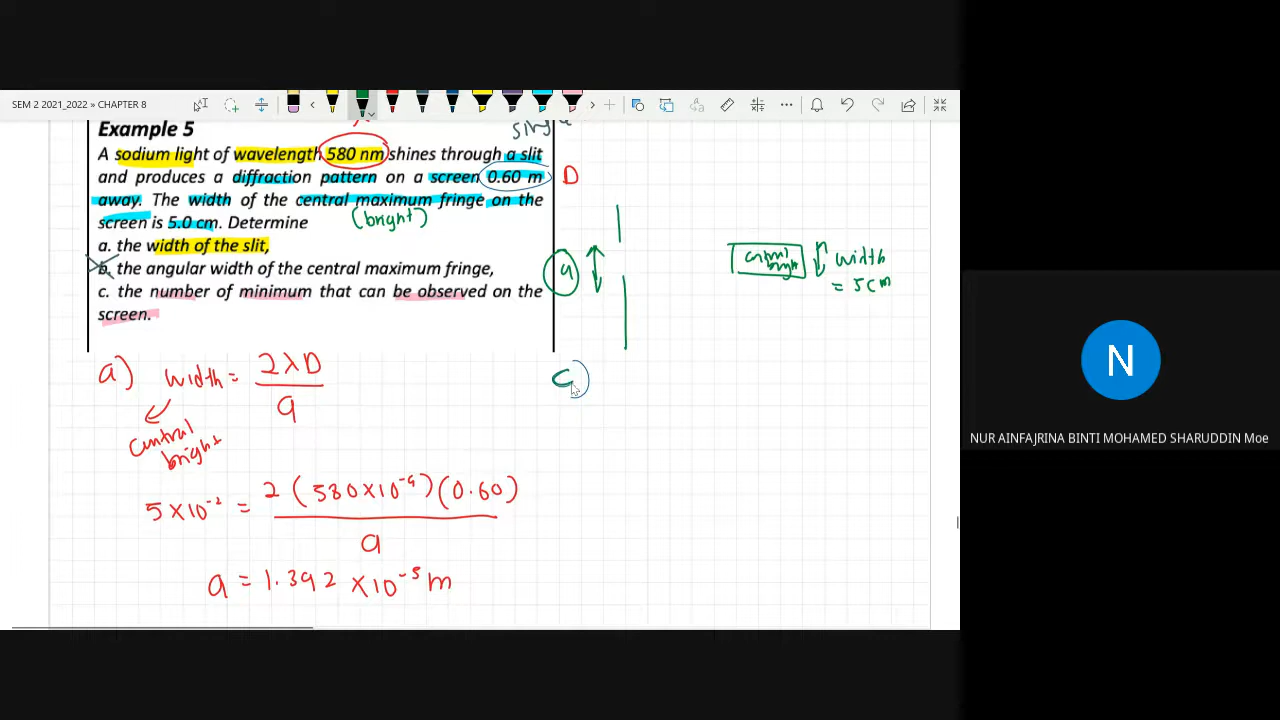 SEM 2 2021_2022 » CHAPTER 8
Example 5
A sodium light of wavelength 580 nm shines through a slit
and produces a diffraction pattern on a screen 0.60 m
away. The width of the central maximum fringe on the
screen is 5.0 cm. Determine
a. the width of the slit,
b. the angular width of the central maximum fringe,
c. the number of minimum that can be observed on the
screen.
(bright)
D
a
central
bright
width
= 5cm
a) width = 2λD / a
central
bright
5 x 10⁻² = 2 (580x10⁻⁹)(0.60) / a
a = 1.392 x10⁻⁵ m
c)
N
NUR AINFAJRINA BINTI MOHAMED SHARUDDIN Moe